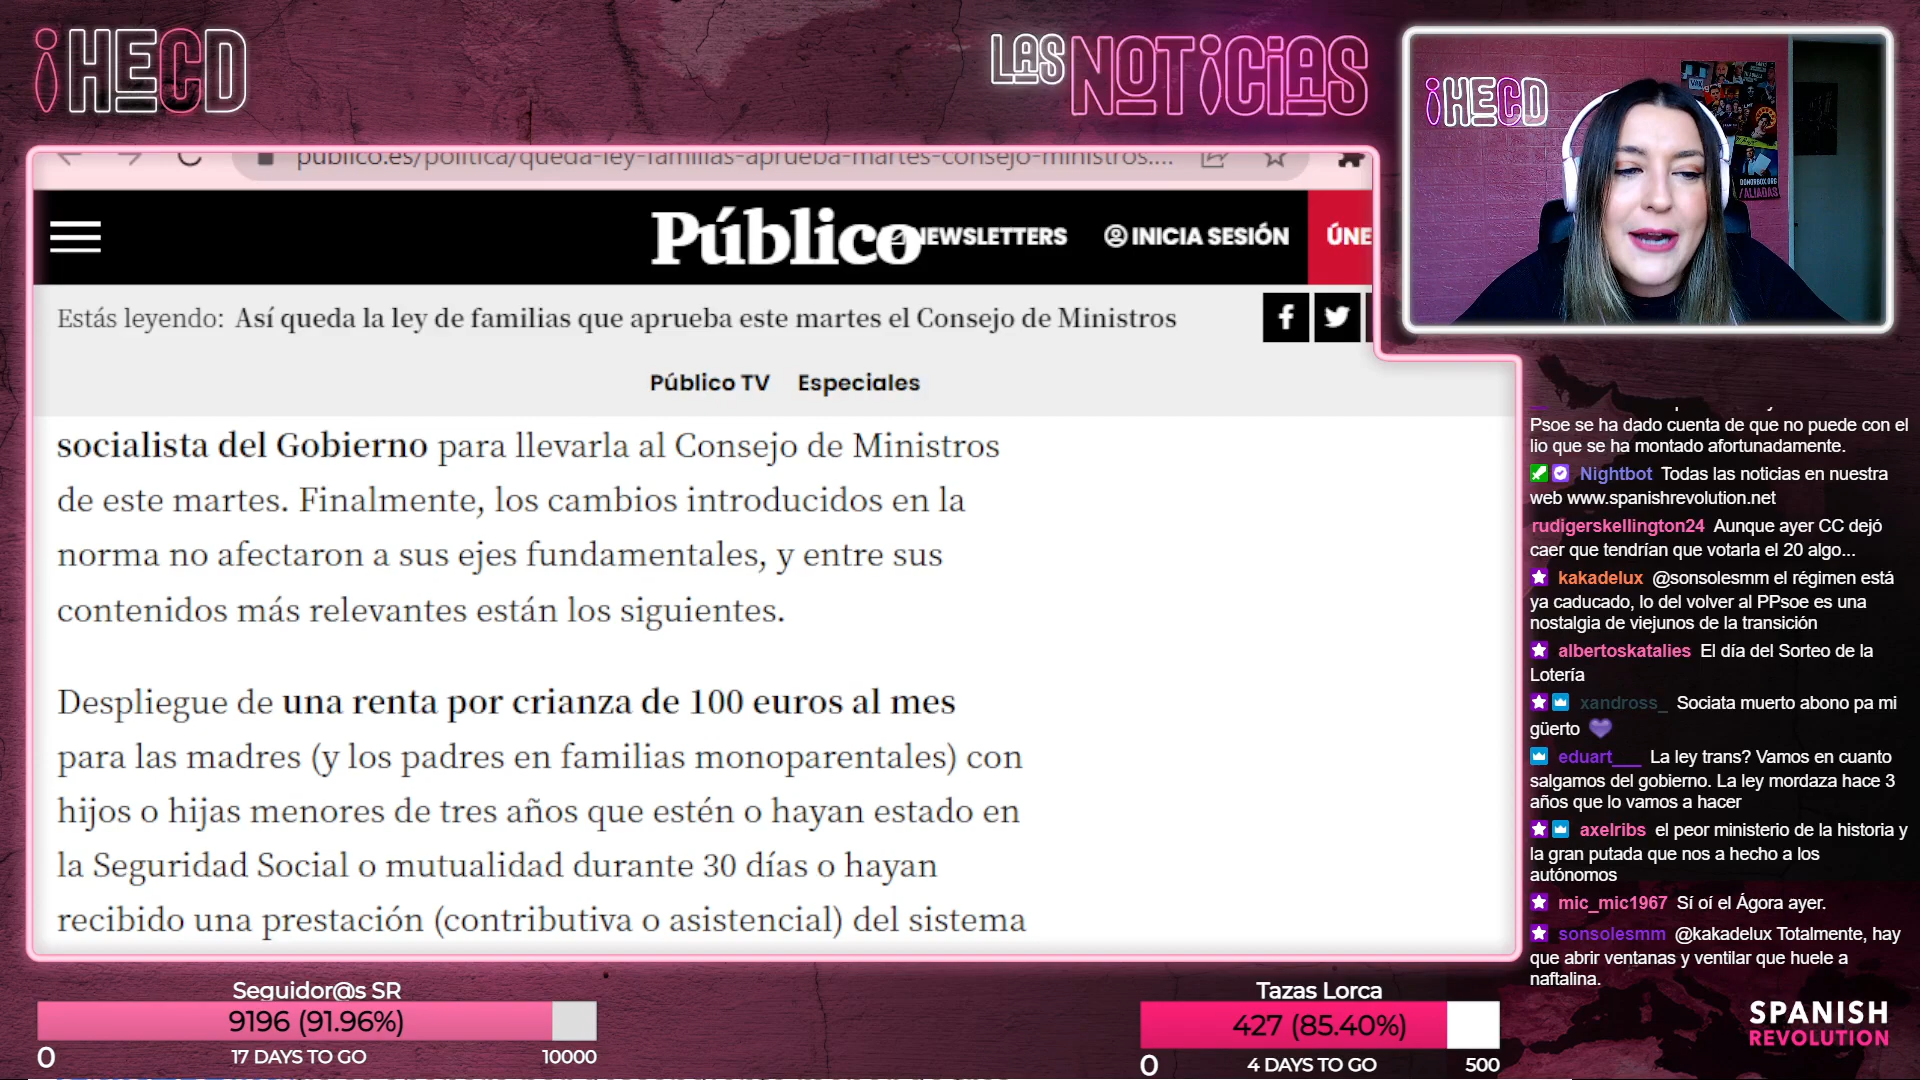 ¡HECD
LAS NOTICIAS
publico.es/politica/queda-ley-familias-aprueba-martes-consejo-ministros....
Público
NEWSLETTERS
INICIA SESIÓN
ÚNE
Estás leyendo: Así queda la ley de familias que aprueba este martes el Consejo de Ministros
Público TV Especiales
socialista del Gobierno para llevarla al Consejo de Ministros
de este martes. Finalmente, los cambios introducidos en la
norma no afectaron a sus ejes fundamentales, y entre sus
contenidos más relevantes están los siguientes.
Despliegue de una renta por crianza de 100 euros al mes
para las madres (y los padres en familias monoparentales) con
hijos o hijas menores de tres años que estén o hayan estado en
la Seguridad Social o mutualidad durante 30 días o hayan
recibido una prestación (contributiva o asistencial) del sistema
¡HECD
DONORBOX.ORG
/ALIADAS
Psoe se ha dado cuenta de que no puede con el
lio que se ha montado afortunadamente.
Nightbot Todas las noticias en nuestra
web www.spanishrevolution.net
rudigerskellington24 Aunque ayer CC dejó
caer que tendrían que votarla el 20 algo...
kakadelux @sonsolesmm el régimen está
ya caducado, lo del volver al PPsoe es una
nostalgia de viejunos de la transición
albertoskatalies El día del Sorteo de la
Lotería
xandross_ Sociata muerto abono pa mi
güerto
eduart___ La ley trans? Vamos en cuanto
salgamos del gobierno. La ley mordaza hace 3
años que lo vamos a hacer
axelribs el peor ministerio de la historia y
la gran putada que nos a hecho a los
autónomos
mic_mic1967 Sí oí el Ágora ayer.
sonsolesmm @kakadelux Totalmente, hay
que abrir ventanas y ventilar que huele a
naftalina.
Seguidor@s SR
9196 (91.96%)
0 17 DAYS TO GO 10000
Tazas Lorca
427 (85.40%)
0 4 DAYS TO GO 500
SPANISH
REVOLUTION